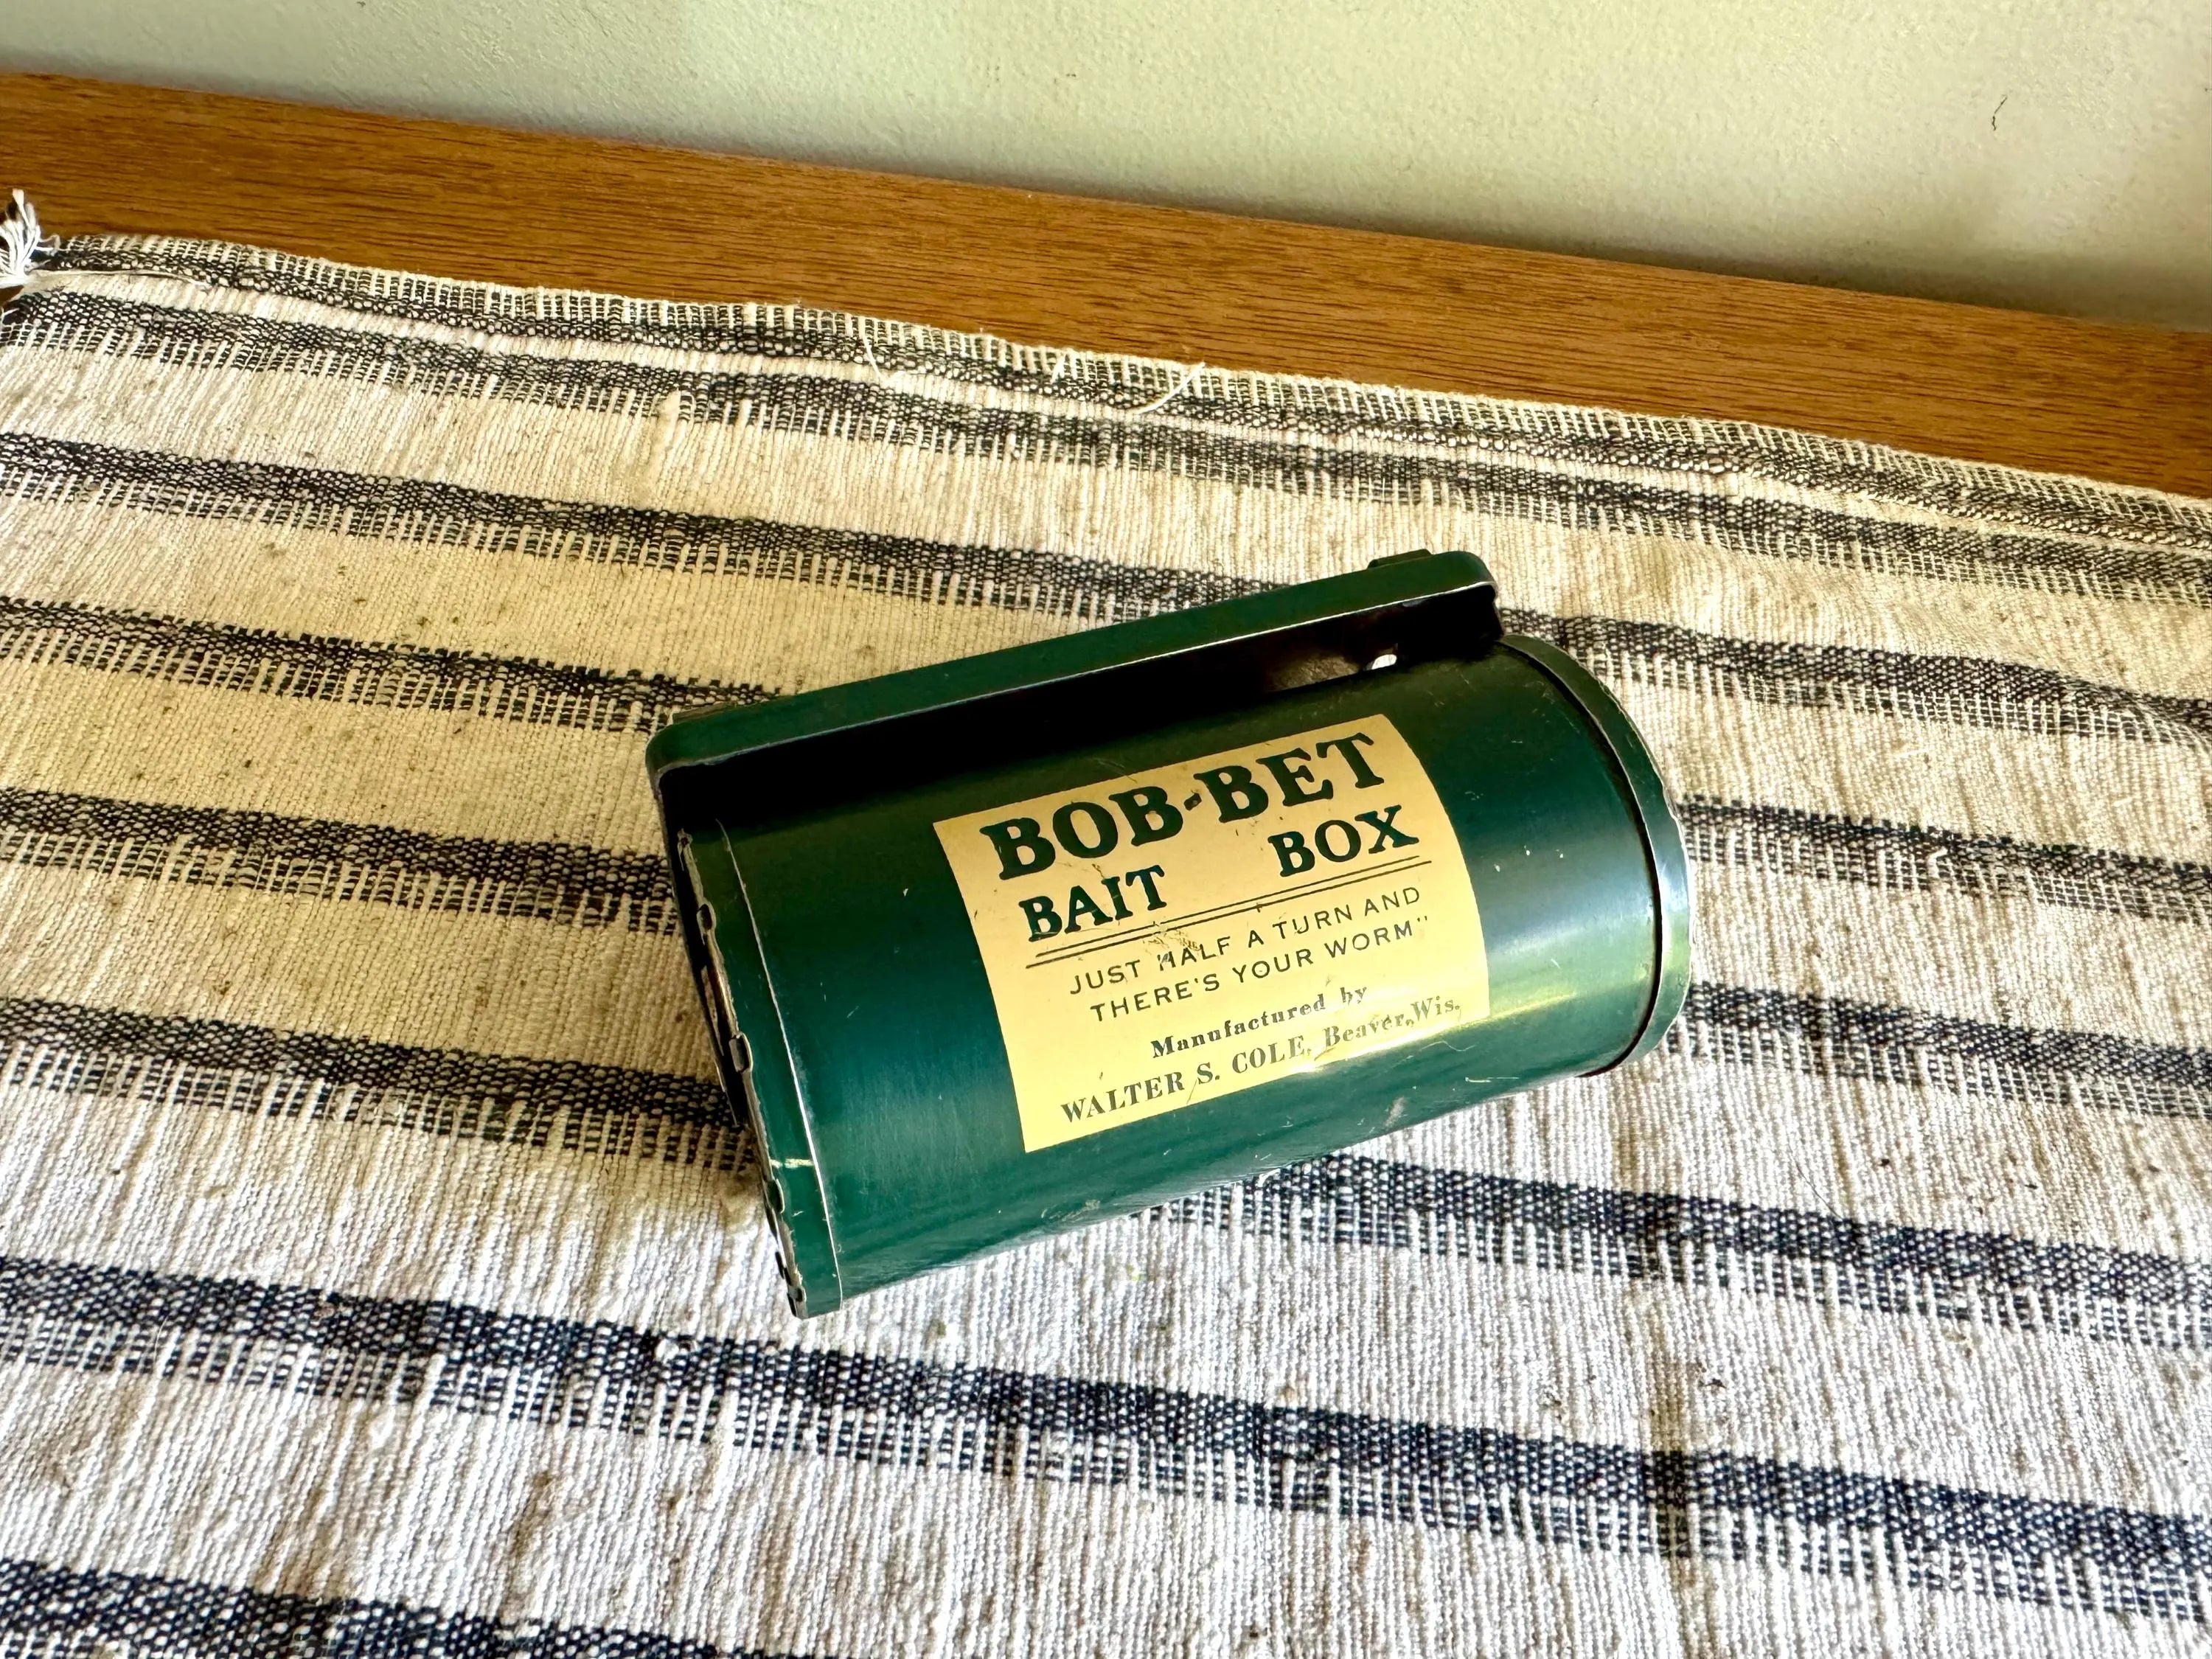 BOB-BET
BAIT BOX
JUST HALF A TURN AND
THERE'S YOUR WORM"
Manufactured by
WALTER S. COLE, Beaver, Wis.